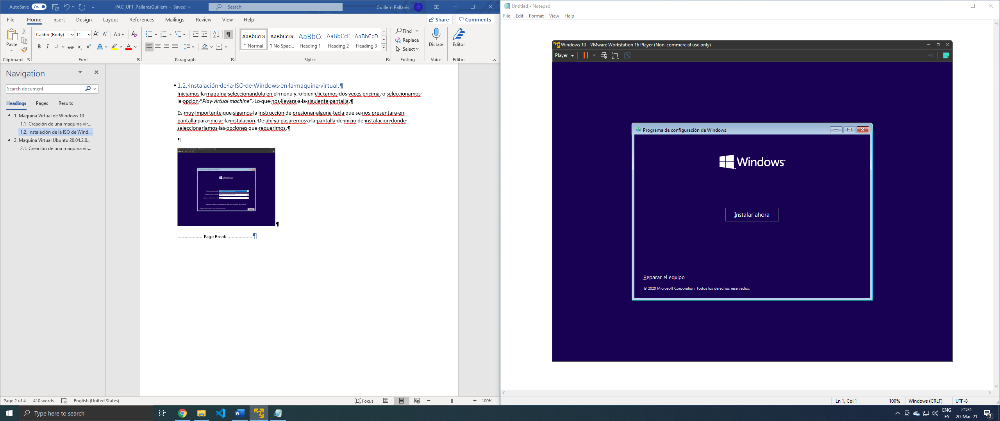 AutoSave On PAC_UF1_PallaresGuillem - Saved Search Guillem Pallarés
File Home Insert Design Layout References Mailings Review View Help Share Comments
Calibri (Body) 11 Aa
Paste
AaBbCcDc AaBbCcDc AaBbCc AaBbCcD AaBbCcD
¶ Normal ¶ No Spac... Heading 1 Heading 2 Heading 3
Find
Replace
Select
Dictate
Editor
Clipboard Font Paragraph Styles Editing Voice Editor
Navigation
Search document
Headings Pages Results
1. Maquina Virtual de Windows 10
1.1. Creación de una maquina vir...
1.2. Instalación de la ISO de Wind...
2. Maquina Virtual Ubuntu 20.04.2.0...
2.1. Creación de una maquina vir...
1.2.·Instalación·de·la·ISO·de·Windows·en·la·maquina·virtual.¶
Iniciamos·la·maquina·seleccionandola·en·el·menu·y,·o·bien·clickamos·dos·veces·encima,·o·seleccionamos·
la·opcion·“Play·virtual·machine”.·Lo·que·nos·llevara·a·la·siguiente·pantalla.¶
Es·muy·importante·que·sigamos·la·instrucción·de·presionar·alguna·tecla·que·se·nos·presentara·en·
pantalla·para·iniciar·la·instalación.·De·ahí·ya·pasaremos·a·la·pantalla·de·inicio·de·instalacion·donde·
seleccionariamos·las·opciones·que·requerimos.¶
¶
Windows
¶
Page Break ¶
Page 2 of 4 410 words English (United States) Focus 100%
Untitled - Notepad
File Edit Format View Help
Windows 10 - VMware Workstation 16 Player (Non-commercial use only)
Player
Programa de configuración de Windows
Windows
Instalar ahora
Reparar el equipo
© 2020 Microsoft Corporation. Todos los derechos reservados.
Ln 1, Col 1 100% Windows (CRLF) UTF-8
Type here to search
ENG
ES
21:31
20-Mar-21
3